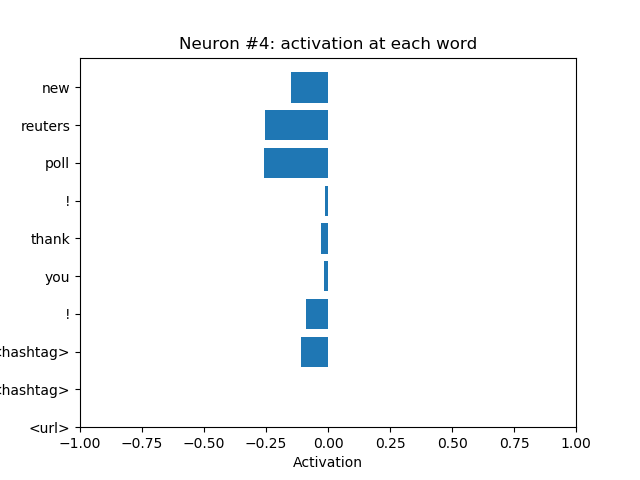 Neuron #4: activation at each word
new
reuters
poll
!
thank
you
!
hashtag>
hashtag>
<url>
−1.00 −0.75 −0.50 −0.25 0.00 0.25 0.50 0.75 1.00
Activation